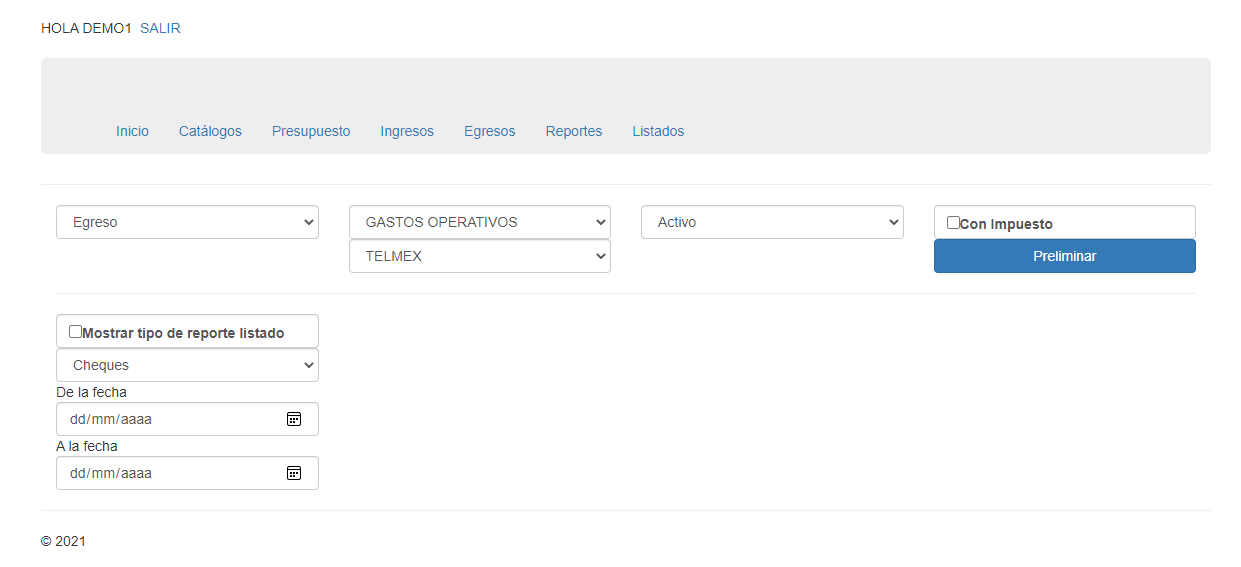 HOLA DEMO1 SALIR
Inicio Catálogos Presupuesto Ingresos Egresos Reportes Listados
Egreso GASTOS OPERATIVOS Activo Con Impuesto
TELMEX Preliminar
Mostrar tipo de reporte listado
Cheques
De la fecha
dd/mm/aaaa
A la fecha
dd/mm/aaaa
© 2021